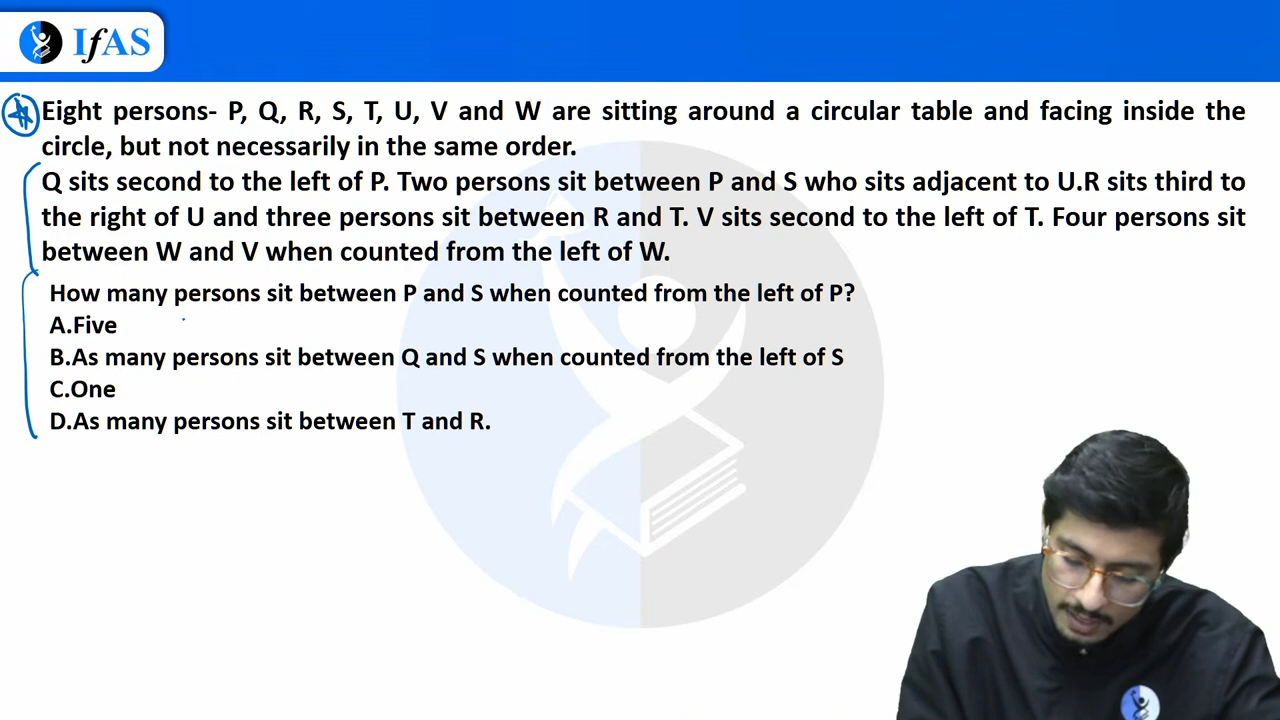 IfAS
Eight persons- P, Q, R, S, T, U, V and W are sitting around a circular table and facing inside the
circle, but not necessarily in the same order.
Q sits second to the left of P. Two persons sit between P and S who sits adjacent to U.R sits third to
the right of U and three persons sit between R and T. V sits second to the left of T. Four persons sit
between W and V when counted from the left of W.
How many persons sit between P and S when counted from the left of P?
A.Five
B.As many persons sit between Q and S when counted from the left of S
C.One
D.As many persons sit between T and R.